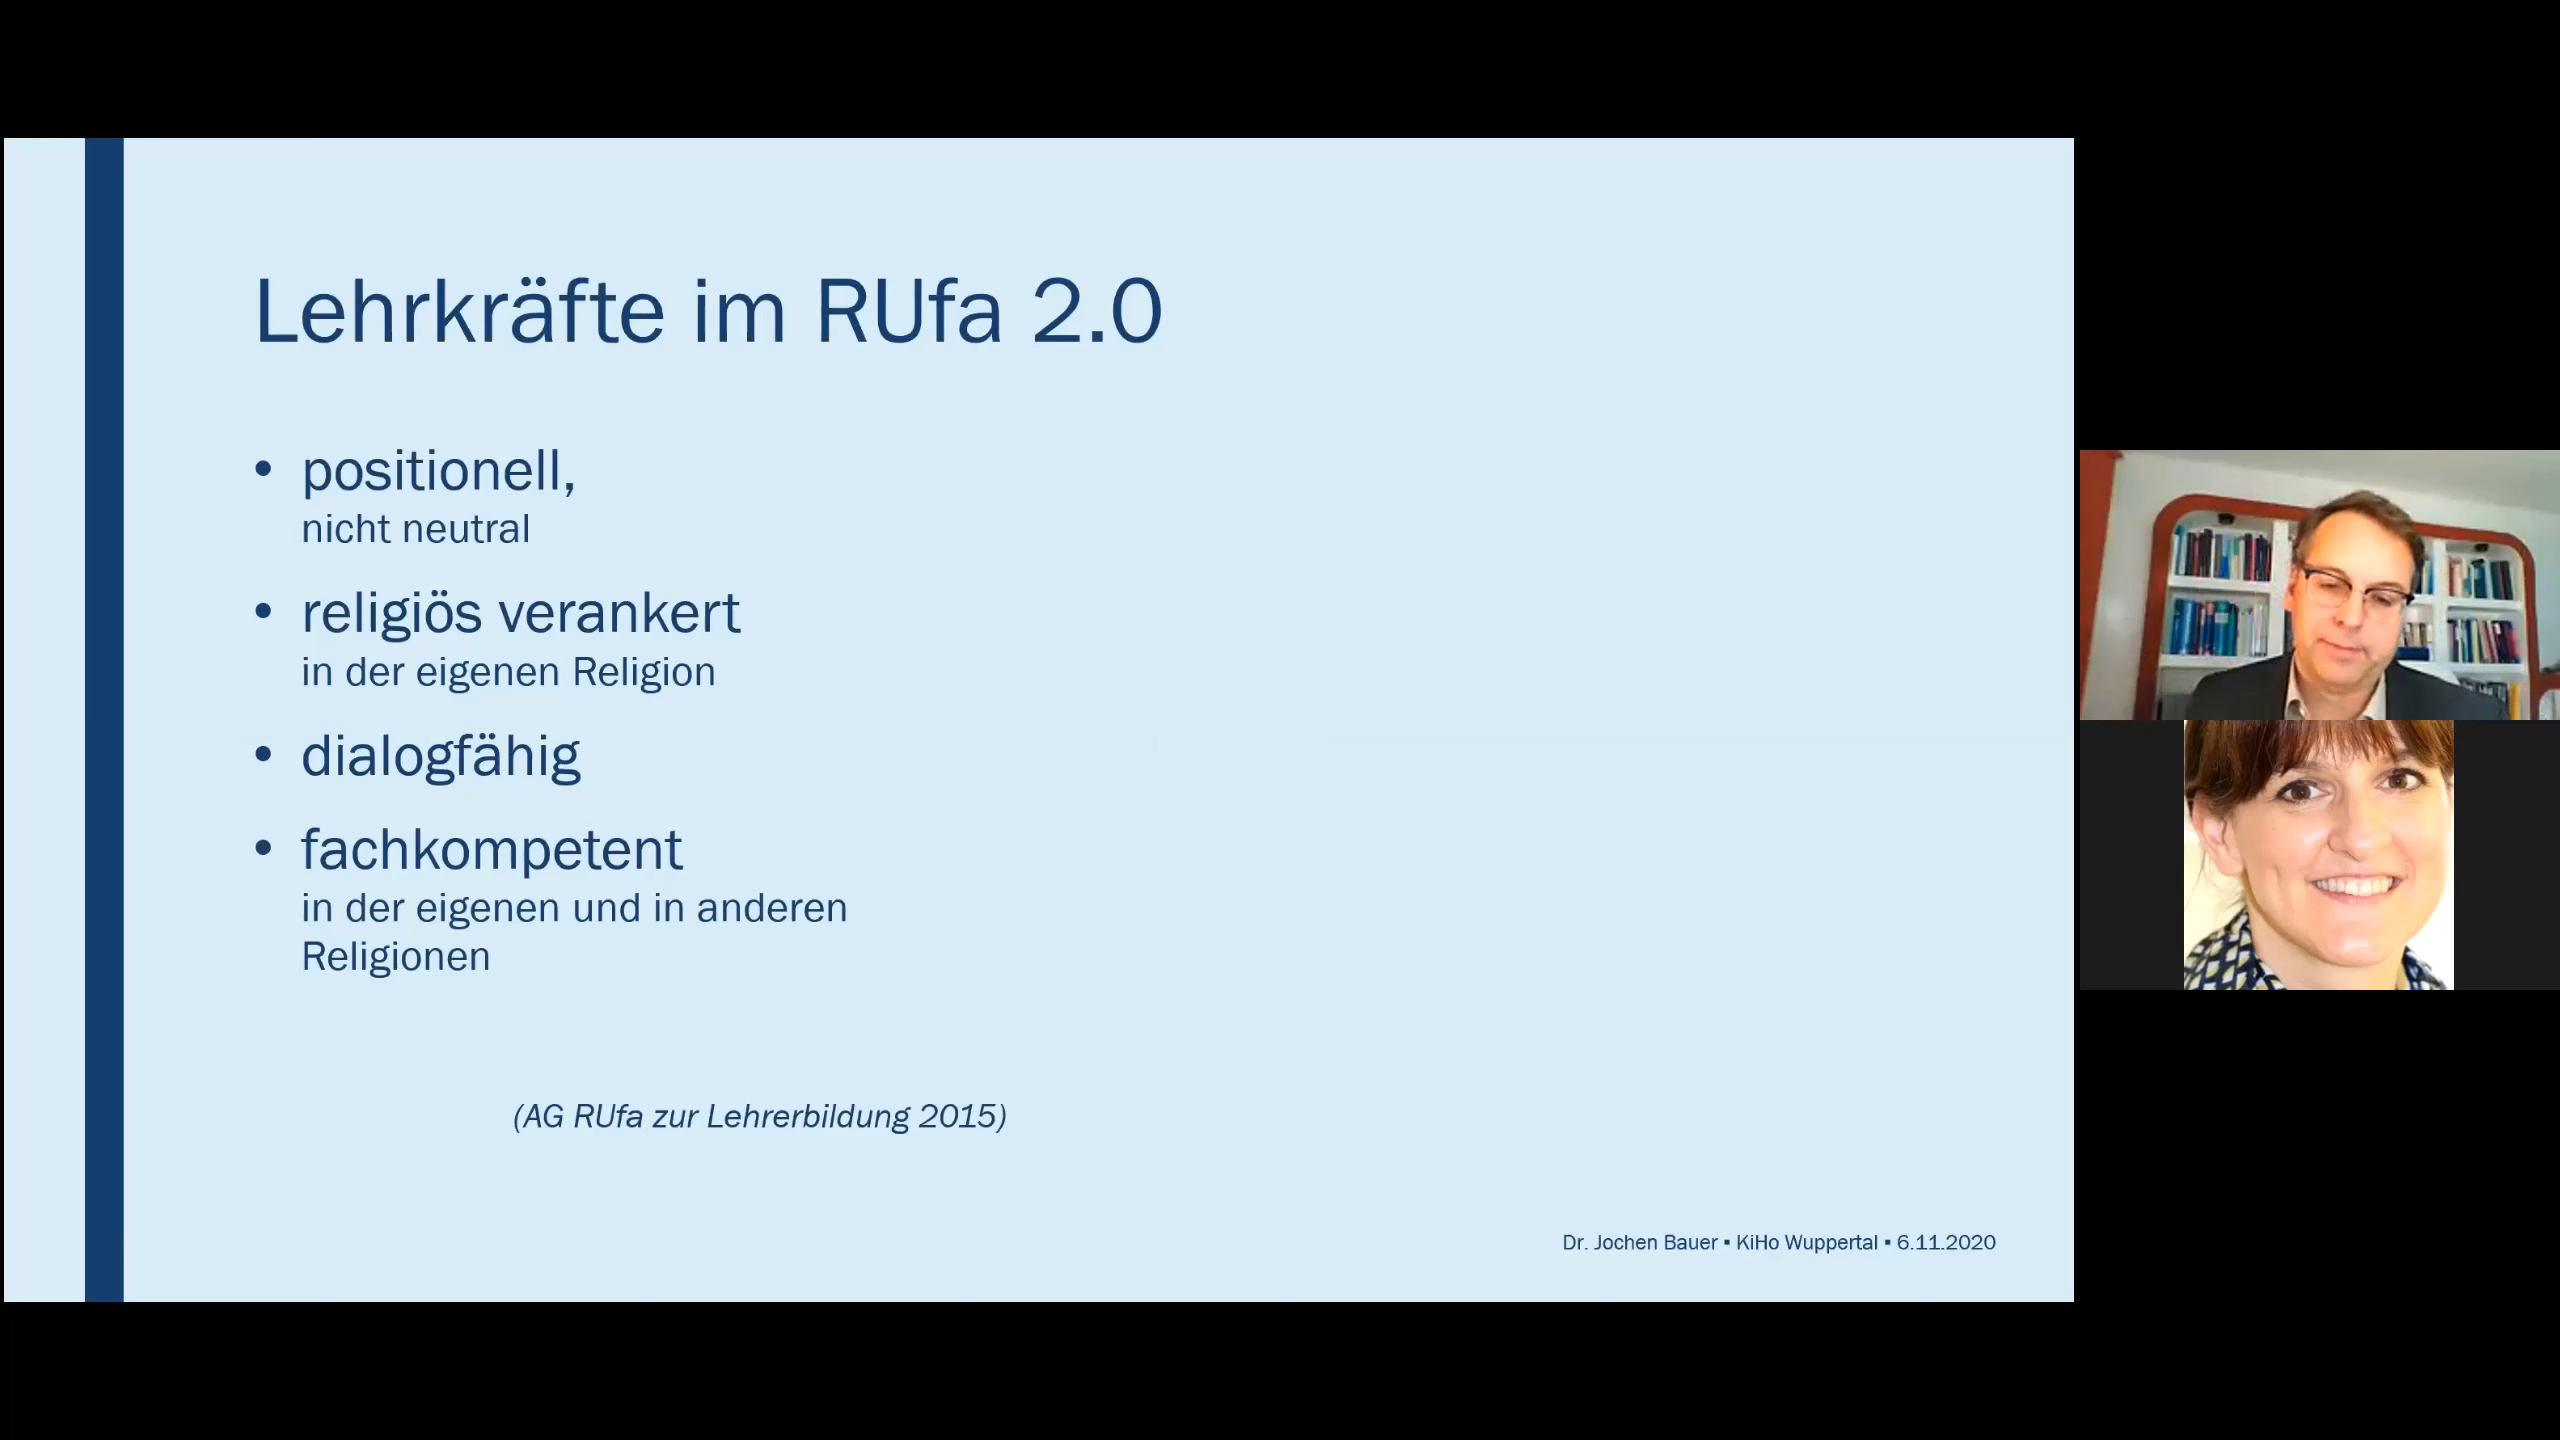 Lehrkräfte im RUfa 2.0
• positionell,
nicht neutral
• religiös verankert
in der eigenen Religion
• dialogfähig
• fachkompetent
in der eigenen und in anderen
Religionen
(AG RUfa zur Lehrerbildung 2015)
Dr. Jochen Bauer ▪ KiHo Wuppertal ▪ 6.11.2020